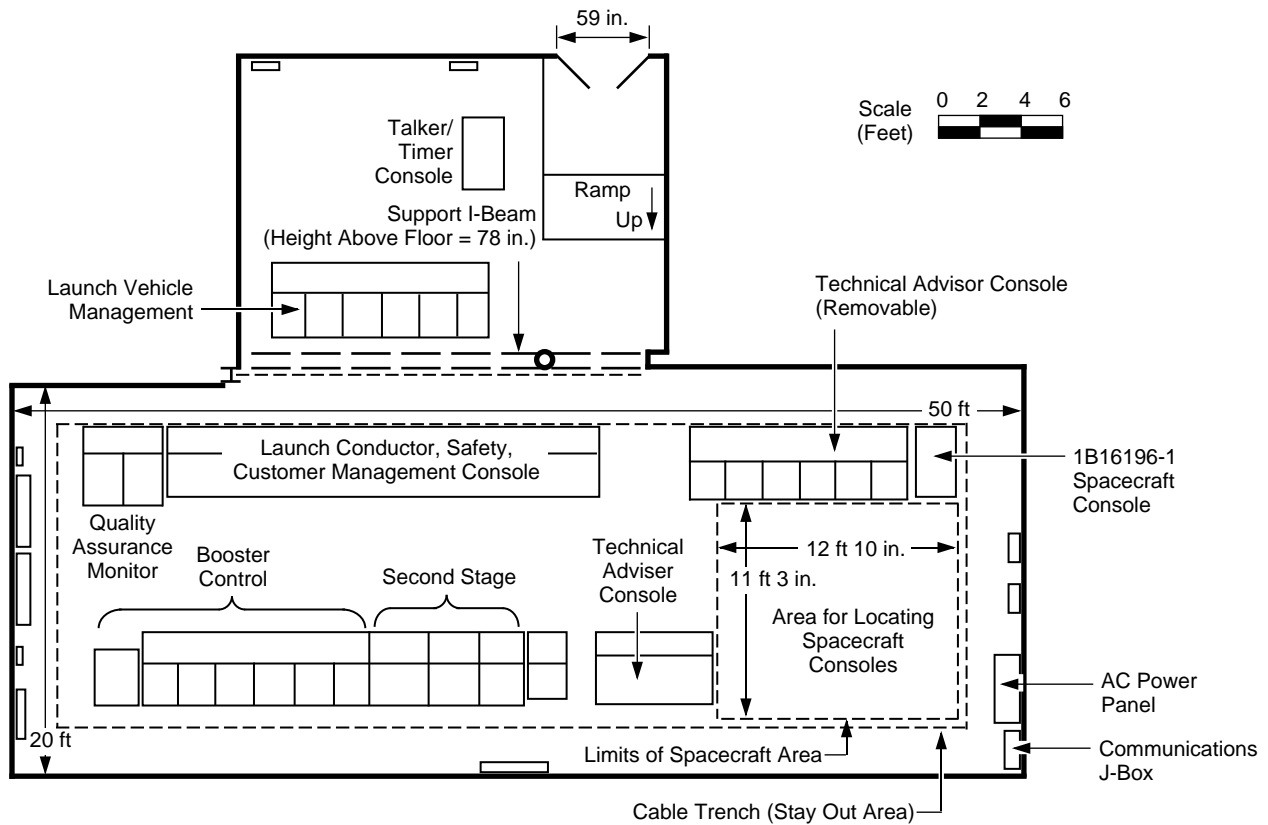 59 in.
Scale
(Feet)
0 2 4 6
Talker/
Timer
Console
Ramp
Up
Support I-Beam
(Height Above Floor = 78 in.)
Launch Vehicle
Management
Technical Advisor Console
(Removable)
50 ft
Launch Conductor, Safety,
Customer Management Console
1B16196-1
Spacecraft
Console
Quality
Assurance
Monitor
Booster
Control
Second Stage
Technical
Adviser
Console
12 ft 10 in.
11 ft 3 in.
Area for Locating
Spacecraft
Consoles
AC Power
Panel
20 ft
Limits of Spacecraft Area
Communications
J-Box
Cable Trench (Stay Out Area)